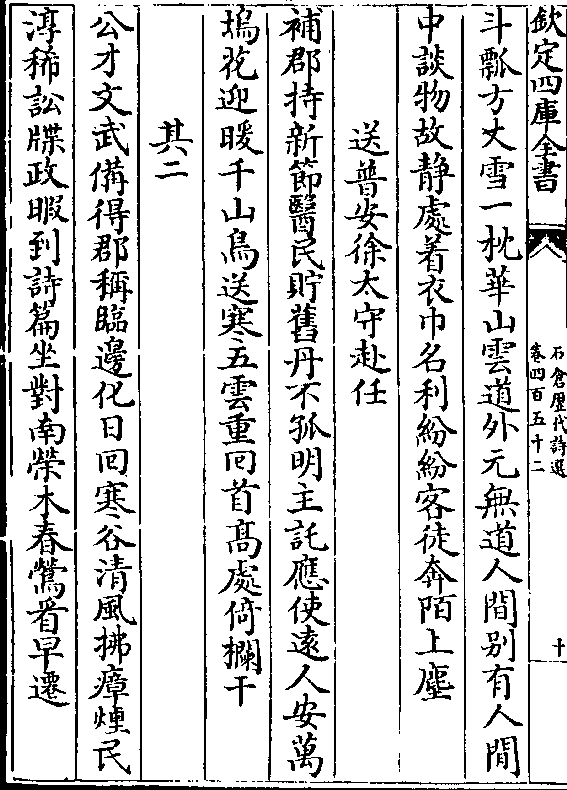 欽定四庫全書
石倉歷代詩選
卷四百五十二
十
斗瓢方丈雪一枕華山雲道外元無道人間别有人間
中談物故静處着衣巾名利紛紛客徒奔陌上塵
送普安徐太守赴任
補郡持新節醫民貯舊丹不孤明主託應使遠人安萬
塢花迎暖千山鳥送寒五雲重回首髙處倚欄干
其二
公才文武備得郡稱臨邊化日回寒谷清風拂瘴煙民
淳稀訟牒政暇到詩篇坐對南榮木春鶯看早遷